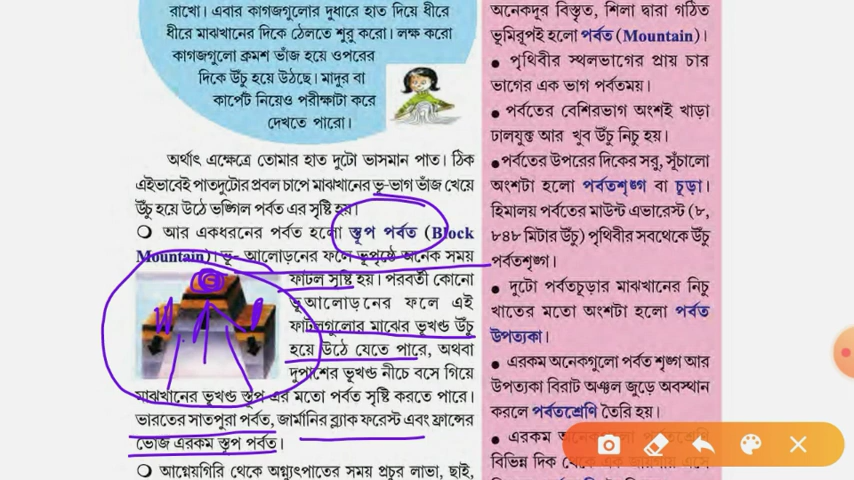 রাখো। এবার কাগজগুলোর দুধারে হাত দিয়ে ধীরে
ধীরে মাঝখানের দিকে ঠেলতে শুরু করো। লক্ষ করো
কাগজগুলো ক্রমশ ভাঁজ হয়ে ওপরের
দিকে উঁচু হয়ে উঠছে। মাদুর বা
কার্পেট নিয়েও পরীক্ষাটা করে
দেখতে পারো।
অর্থাৎ এক্ষেত্রে তোমার হাত দুটো ভাসমান পাত। ঠিক
এইভাবেই পাতদুটোর প্রবল চাপে মাঝখানের ভূ-ভাগ ভাঁজ খেয়ে
উঁচু হয়ে উঠে ভঙ্গিল পর্বত এর সৃষ্টি হয়।
আর একধরনের পর্বত হলো স্তূপ পর্বত (Block
Mountain)। ভূ- আলোড়নের ফলে ভূপৃষ্ঠে অনেক সময়
ফাটল সৃষ্টি হয়। পরবর্তী কোনো
ভূআলোড়নের ফলে এই
ফাটলগুলোর মাঝের ভূখণ্ড উঁচু
হয়ে উঠে যেতে পারে, অথবা
দুপাশের ভূখণ্ড নীচে বসে গিয়ে
মাঝখানের ভূখণ্ড স্তূপ এর মতো পর্বত সৃষ্টি করতে পারে।
ভারতের সাতপুরা পর্বত, জার্মানির ব্ল্যাক ফরেস্ট এবং ফ্রান্সের
ভোজ এরকম স্তূপ পর্বত।
আগ্নেয়গিরি থেকে অগ্ন্যুৎপাতের সময় প্রচুর লাভা, ছাই,
অনেকদূর বিস্তৃত, শিলা দ্বারা গঠিত
ভূমিরূপই হলো পর্বত (Mountain)।
● পৃথিবীর স্থলভাগের প্রায় চার
ভাগের এক ভাগ পর্বতময়।
● পর্বতের বেশিরভাগ অংশই খাড়া
ঢালযুক্ত আর খুব উঁচু নিচু হয়।
●পর্বতের উপরের দিকের সরু, সূঁচালো
অংশটা হলো পর্বতশৃঙ্গ বা চূড়া।
হিমালয় পর্বতের মাউন্ট এভারেস্ট (৮,
৮৪৮ মিটার উঁচু) পৃথিবীর সবথেকে উঁচু
পর্বতশৃঙ্গ।
● দুটো পর্বতচূড়ার মাঝখানের নিচু
খাতের মতো অংশটা হলো পর্বত
উপত্যকা।
● এরকম অনেকগুলো পর্বত শৃঙ্গ আর
উপত্যকা বিরাট অঞ্চল জুড়ে অবস্থান
করলে পর্বতশ্রেণি তৈরি হয়।
● এরকম
বিভিন্ন দিক থেকে এক জায়গায় এসে